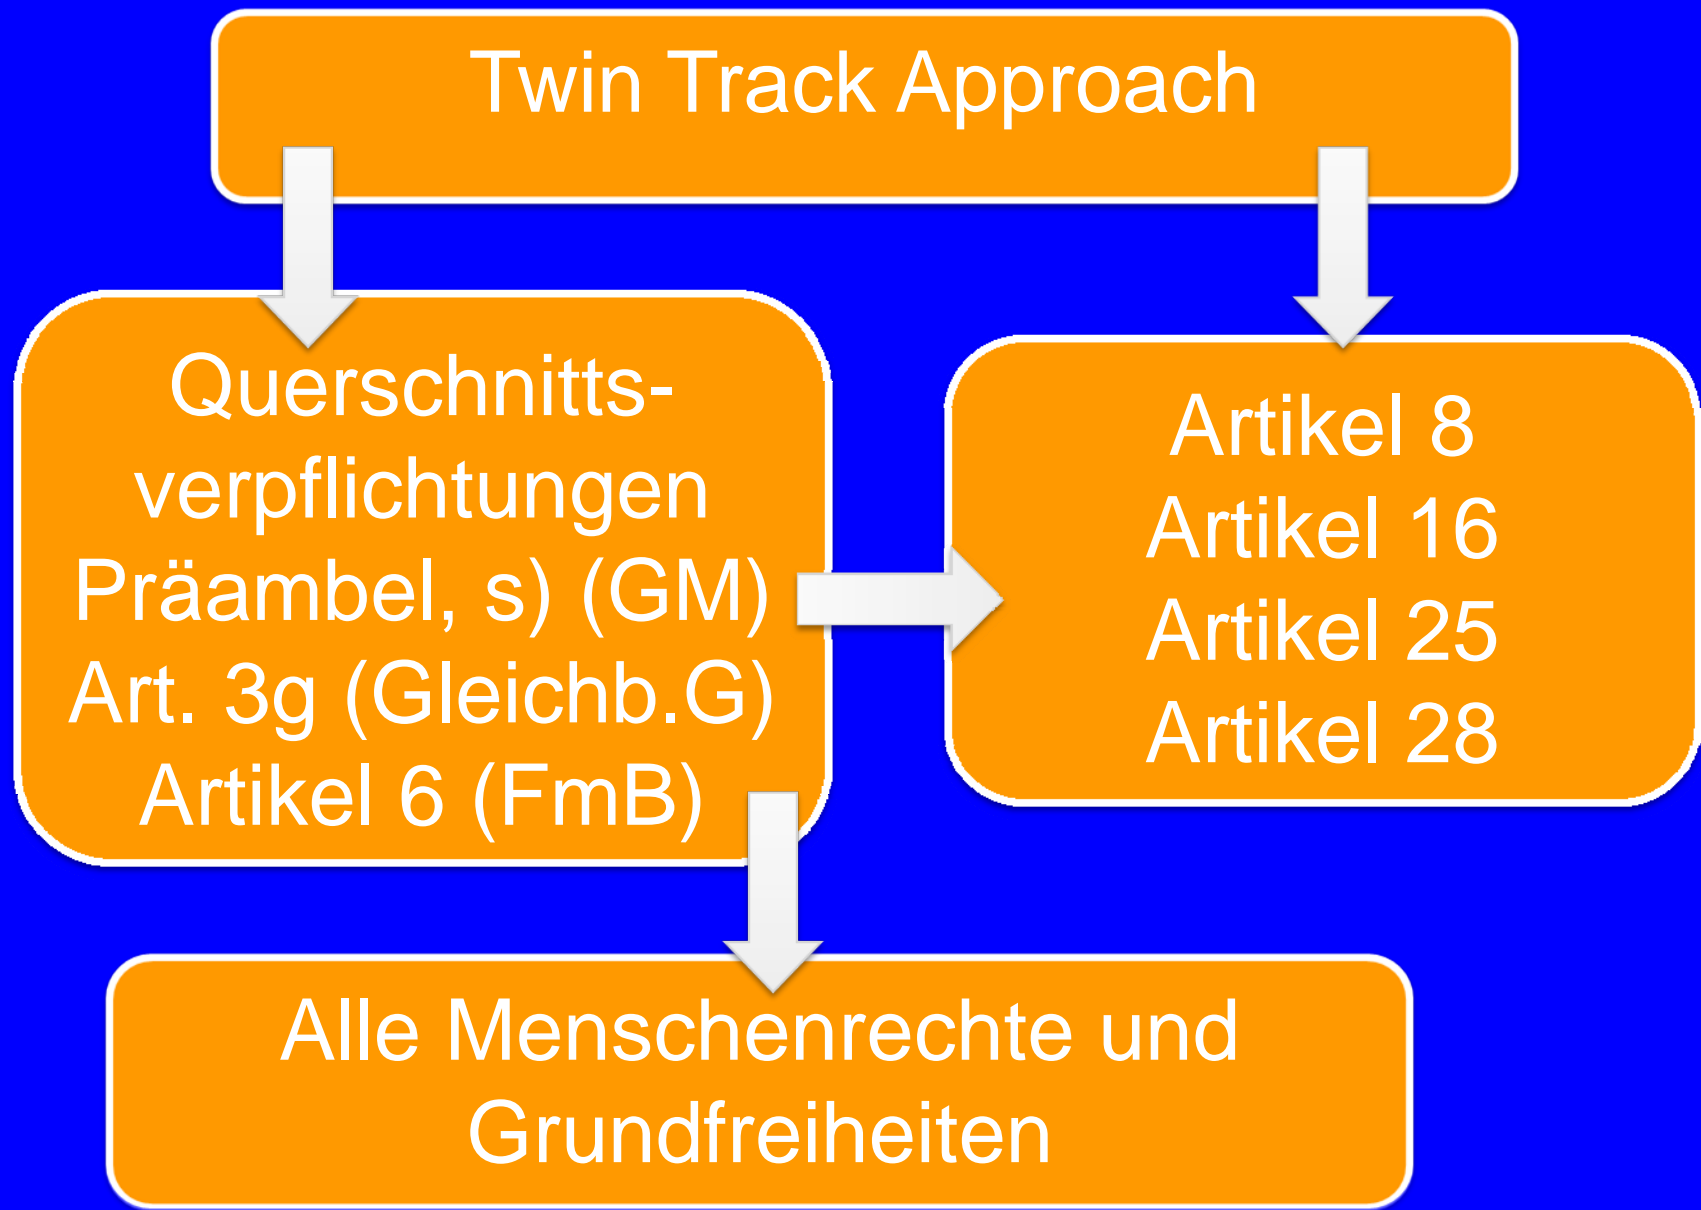 Twin Track Approach
Querschnitts-
verpflichtungen
Präambel, s) (GM)
Art. 3g (Gleichb.G)
Artikel 6 (FmB)
Artikel 8
Artikel 16
Artikel 25
Artikel 28
Alle Menschenrechte und
Grundfreiheiten